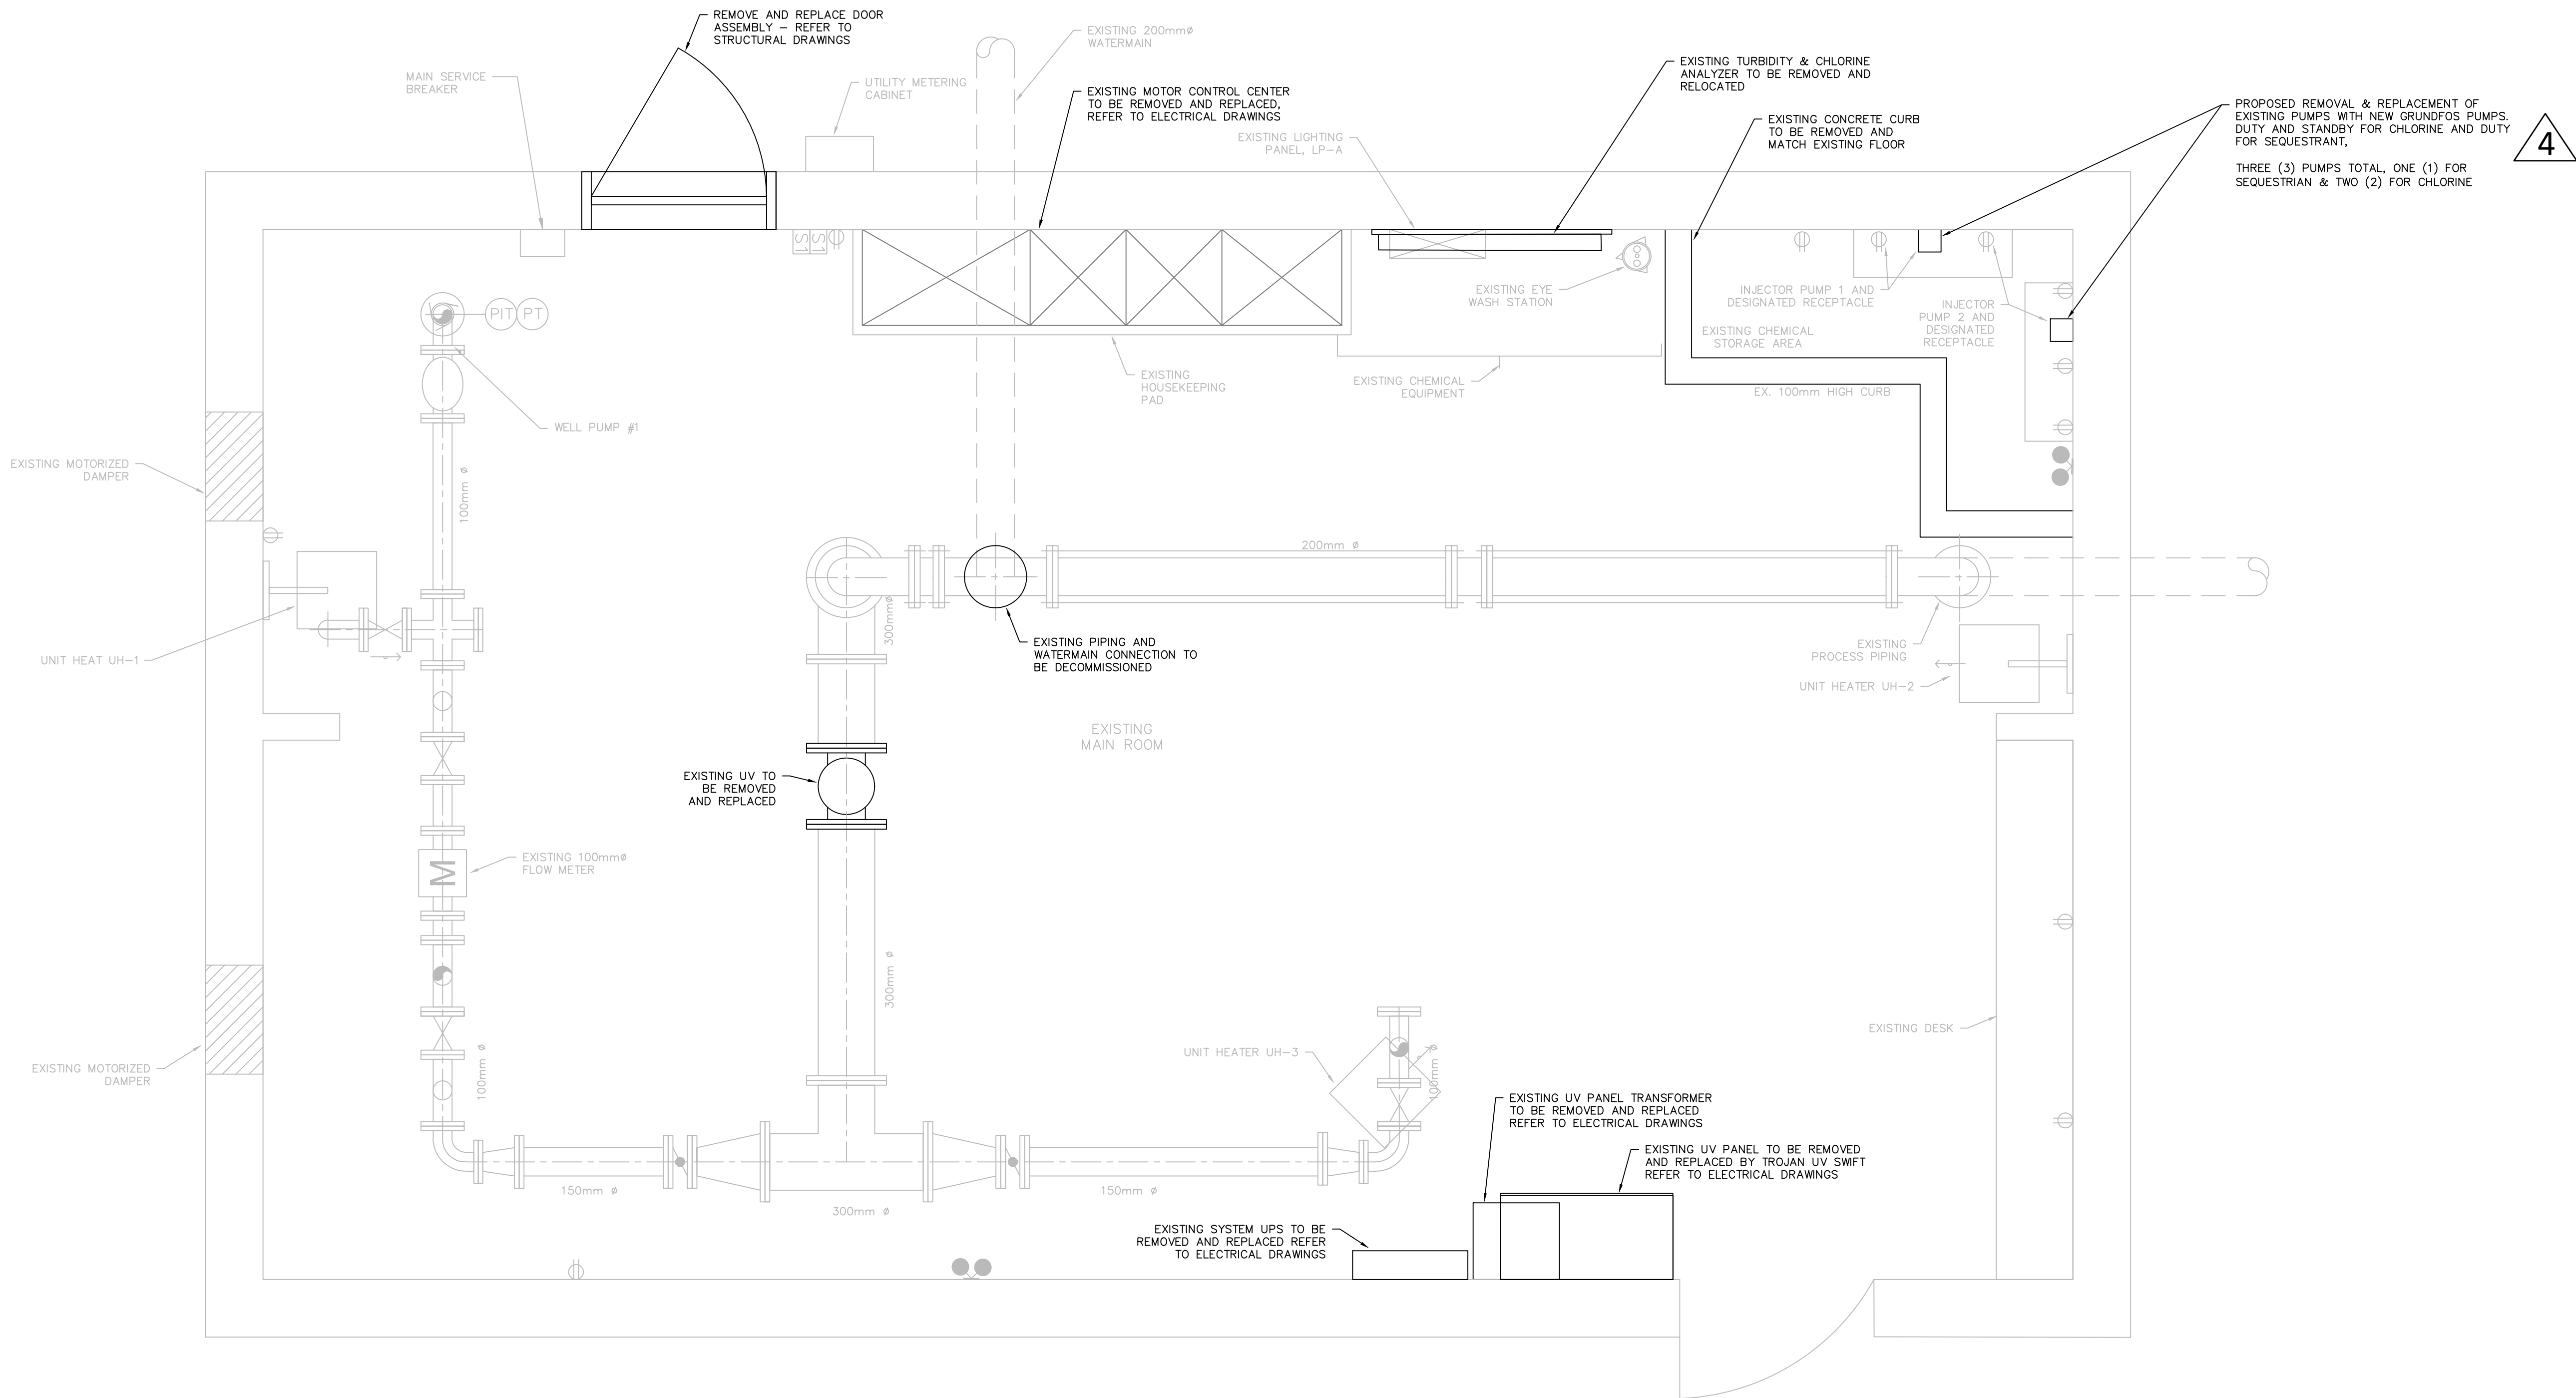 REMOVE AND REPLACE DOOR
ASSEMBLY – REFER TO
STRUCTURAL DRAWINGS
EXISTING 200mmø
WATERMAIN
MAIN SERVICE
BREAKER
UTILITY METERING
CABINET
EXISTING MOTOR CONTROL CENTER
TO BE REMOVED AND REPLACED,
REFER TO ELECTRICAL DRAWINGS
EXISTING LIGHTING
PANEL, LP-A
EXISTING TURBIDITY & CHLORINE
ANALYZER TO BE REMOVED AND
RELOCATED
EXISTING CONCRETE CURB
TO BE REMOVED AND
MATCH EXISTING FLOOR
PROPOSED REMOVAL & REPLACEMENT OF
EXISTING PUMPS WITH NEW GRUNDFOS PUMPS.
DUTY AND STANDBY FOR CHLORINE AND DUTY
FOR SEQUESTRANT,
THREE (3) PUMPS TOTAL, ONE (1) FOR
SEQUESTRIAN & TWO (2) FOR CHLORINE
4
S1
S1
PIT
PT
EXISTING EYE
WASH STATION
INJECTOR PUMP 1 AND
DESIGNATED RECEPTACLE
INJECTOR
PUMP 2 AND
DESIGNATED
RECEPTACLE
EXISTING CHEMICAL
STORAGE AREA
EXISTING
HOUSEKEEPING
PAD
EXISTING CHEMICAL
EQUIPMENT
EX. 100mm HIGH CURB
WELL PUMP #1
EXISTING MOTORIZED
DAMPER
100mm ø
200mm ø
300mmø
UNIT HEAT UH-1
EXISTING PIPING AND
WATERMAIN CONNECTION TO
BE DECOMMISSIONED
EXISTING
PROCESS PIPING
UNIT HEATER UH-2
EXISTING
MAIN ROOM
EXISTING UV TO
BE REMOVED
AND REPLACED
M
EXISTING 100mmø
FLOW METER
300mm ø
EXISTING DESK
UNIT HEATER UH-3
100mm ø
100mm ø
EXISTING MOTORIZED
DAMPER
EXISTING UV PANEL TRANSFORMER
TO BE REMOVED AND REPLACED
REFER TO ELECTRICAL DRAWINGS
EXISTING UV PANEL TO BE REMOVED
AND REPLACED BY TROJAN UV SWIFT
REFER TO ELECTRICAL DRAWINGS
150mm ø
150mm ø
300mm ø
EXISTING SYSTEM UPS TO BE
REMOVED AND REPLACED REFER
TO ELECTRICAL DRAWINGS